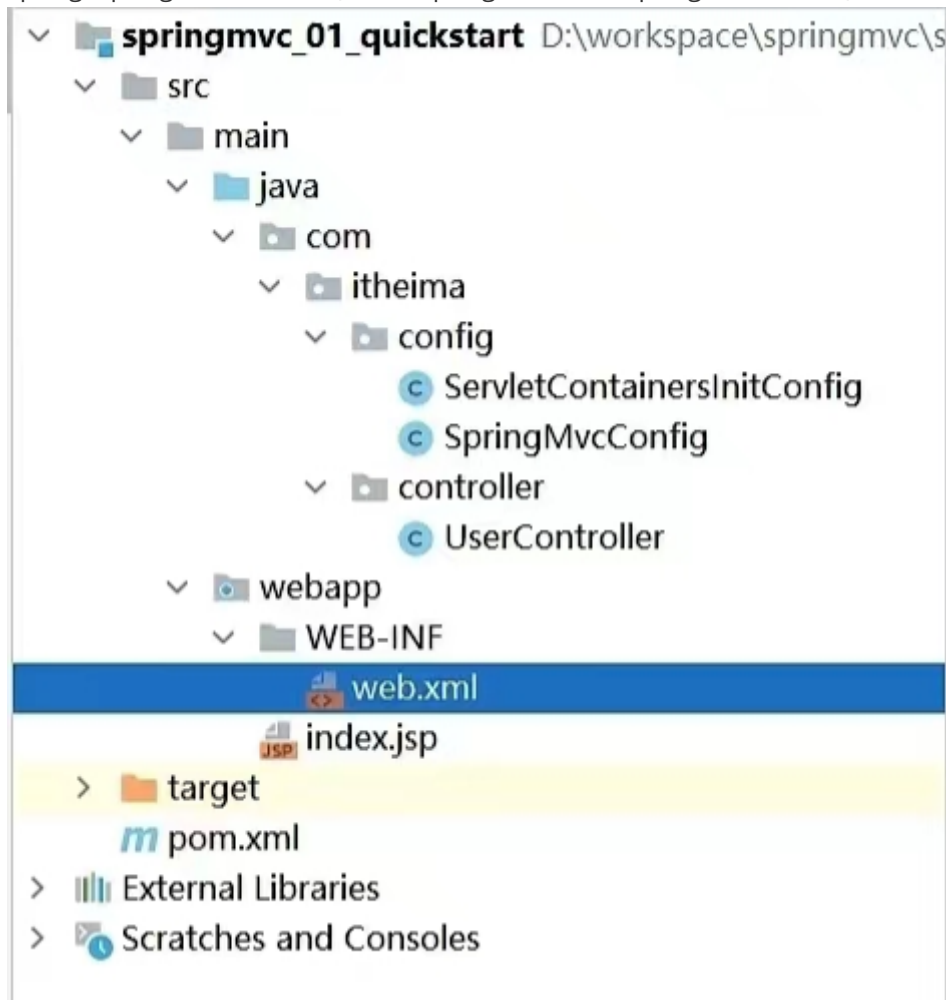 springmvc_01_quickstart D:\workspace\springmvc\s
src
main
java
com
itheima
config
C ServletContainersInitConfig
C SpringMvcConfig
controller
C UserController
webapp
WEB-INF
<> web.xml
JSP index.jsp
target
m pom.xml
External Libraries
Scratches and Consoles